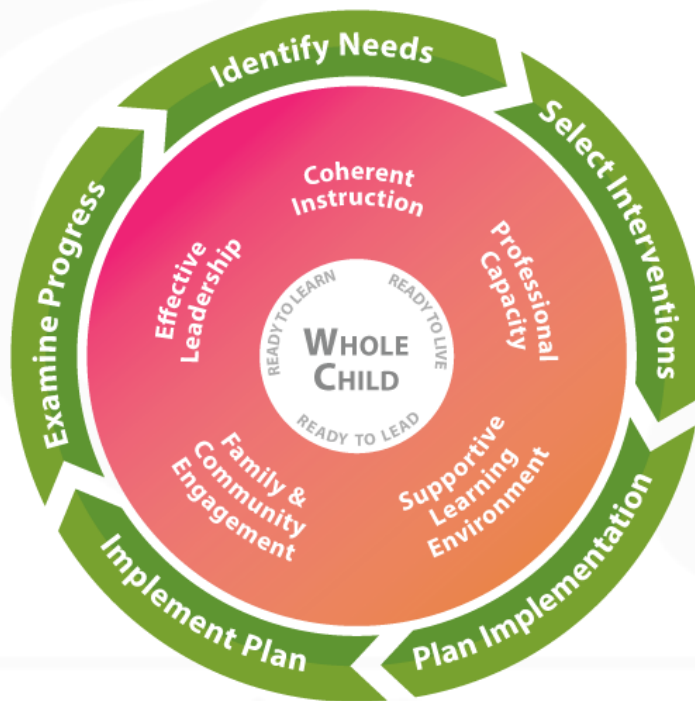 Identify Needs
Select Interventions
Plan Implementation
Implement Plan
Examine Progress
Coherent
Instruction
Professional
Capacity
Supportive
Learning
Environment
Family &
Community
Engagement
Effective
Leadership
READY TO LEARN
READY TO LIVE
WHOLE
CHILD
READY TO LEAD